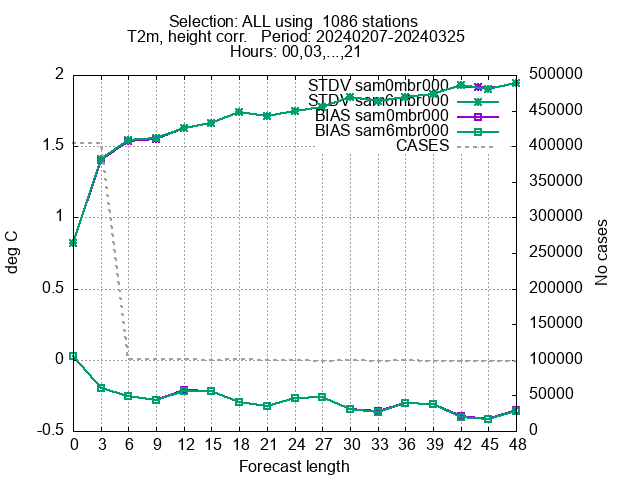 Selection: ALL using  1086 stations
T2m, height corr.   Period: 20240207-20240325
Hours: 00,03,...,21
STDV sam0mbr000
STDV sam6mbr000
BIAS sam0mbr000
BIAS sam6mbr000
CASES
2
1.5
1
0.5
0
-0.5
deg C
500000
450000
400000
350000
300000
250000
200000
150000
100000
50000
0
No cases
0 3 6 9 12 15 18 21 24 27 30 33 36 39 42 45 48
Forecast length